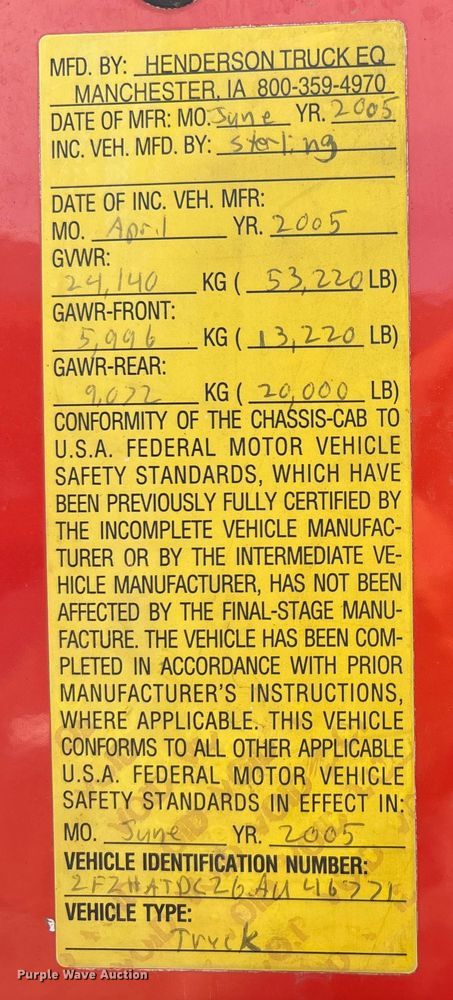 MFD. BY: HENDERSON TRUCK EQ
MANCHESTER, IA 800-359-4970
DATE OF MFR: MO. June YR. 2005
INC. VEH. MFD. BY: sterling
DATE OF INC. VEH. MFR:
MO. April YR. 2005
GVWR:
24,140 KG ( 53,220 LB)
GAWR-FRONT:
5,996 KG ( 13,220 LB)
GAWR-REAR:
9,072 KG ( 20,000 LB)
CONFORMITY OF THE CHASSIS-CAB TO
U.S.A. FEDERAL MOTOR VEHICLE
SAFETY STANDARDS, WHICH HAVE
BEEN PREVIOUSLY FULLY CERTIFIED BY
THE INCOMPLETE VEHICLE MANUFAC-
TURER OR BY THE INTERMEDIATE VE-
HICLE MANUFACTURER, HAS NOT BEEN
AFFECTED BY THE FINAL-STAGE MANU-
FACTURE. THE VEHICLE HAS BEEN COM-
PLETED IN ACCORDANCE WITH PRIOR
MANUFACTURER'S INSTRUCTIONS,
WHERE APPLICABLE. THIS VEHICLE
CONFORMS TO ALL OTHER APPLICABLE
U.S.A. FEDERAL MOTOR VEHICLE
SAFETY STANDARDS IN EFFECT IN:
MO. June YR. 2005
VEHICLE IDENTIFICATION NUMBER:
2FZHATDC26AU46771
VEHICLE TYPE:
Truck
Purple Wave Auction